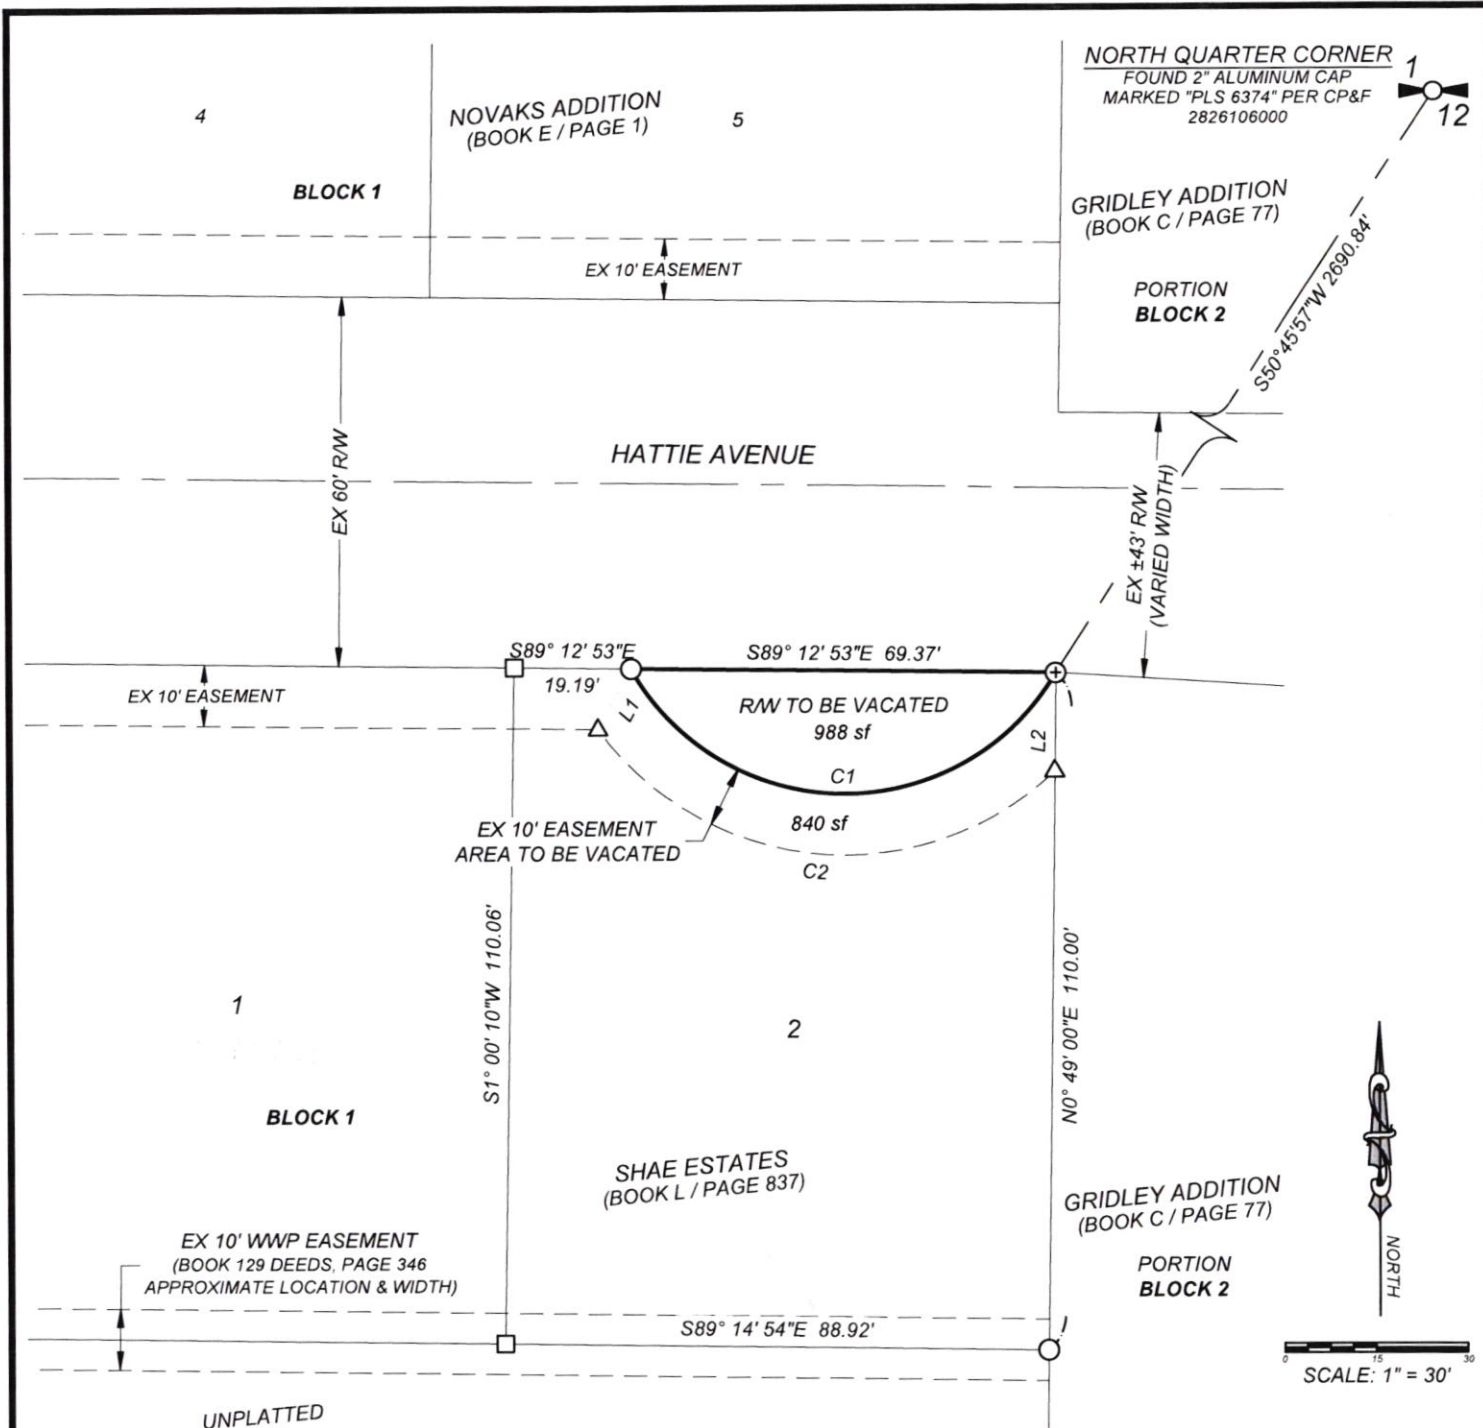 NORTH QUARTER CORNER
FOUND 2" ALUMINUM CAP
MARKED "PLS 6374" PER CP&F
2826106000
1
12
4
NOVAKS ADDITION
(BOOK E / PAGE 1)
5
BLOCK 1
GRIDLEY ADDITION
(BOOK C / PAGE 77)
EX 10' EASEMENT
PORTION
BLOCK 2
S50°45'57"W 2690.84'
EX 60' R/W
HATTIE AVENUE
EX ±43' R/W
(VARIED WIDTH)
S89° 12' 53"E
19.19'
S89° 12' 53"E 69.37'
EX 10' EASEMENT
L1
R/W TO BE VACATED
988 sf
L2
C1
EX 10' EASEMENT
AREA TO BE VACATED
840 sf
C2
S1° 00' 10"W 110.06'
N0° 49' 00"E 110.00'
1
2
BLOCK 1
SHAE ESTATES
(BOOK L / PAGE 837)
GRIDLEY ADDITION
(BOOK C / PAGE 77)
PORTION
BLOCK 2
EX 10' WWP EASEMENT
(BOOK 129 DEEDS, PAGE 346
APPROXIMATE LOCATION & WIDTH)
S89° 14' 54"E 88.92'
NORTH
0 15 30
SCALE: 1" = 30'
UNPLATTED